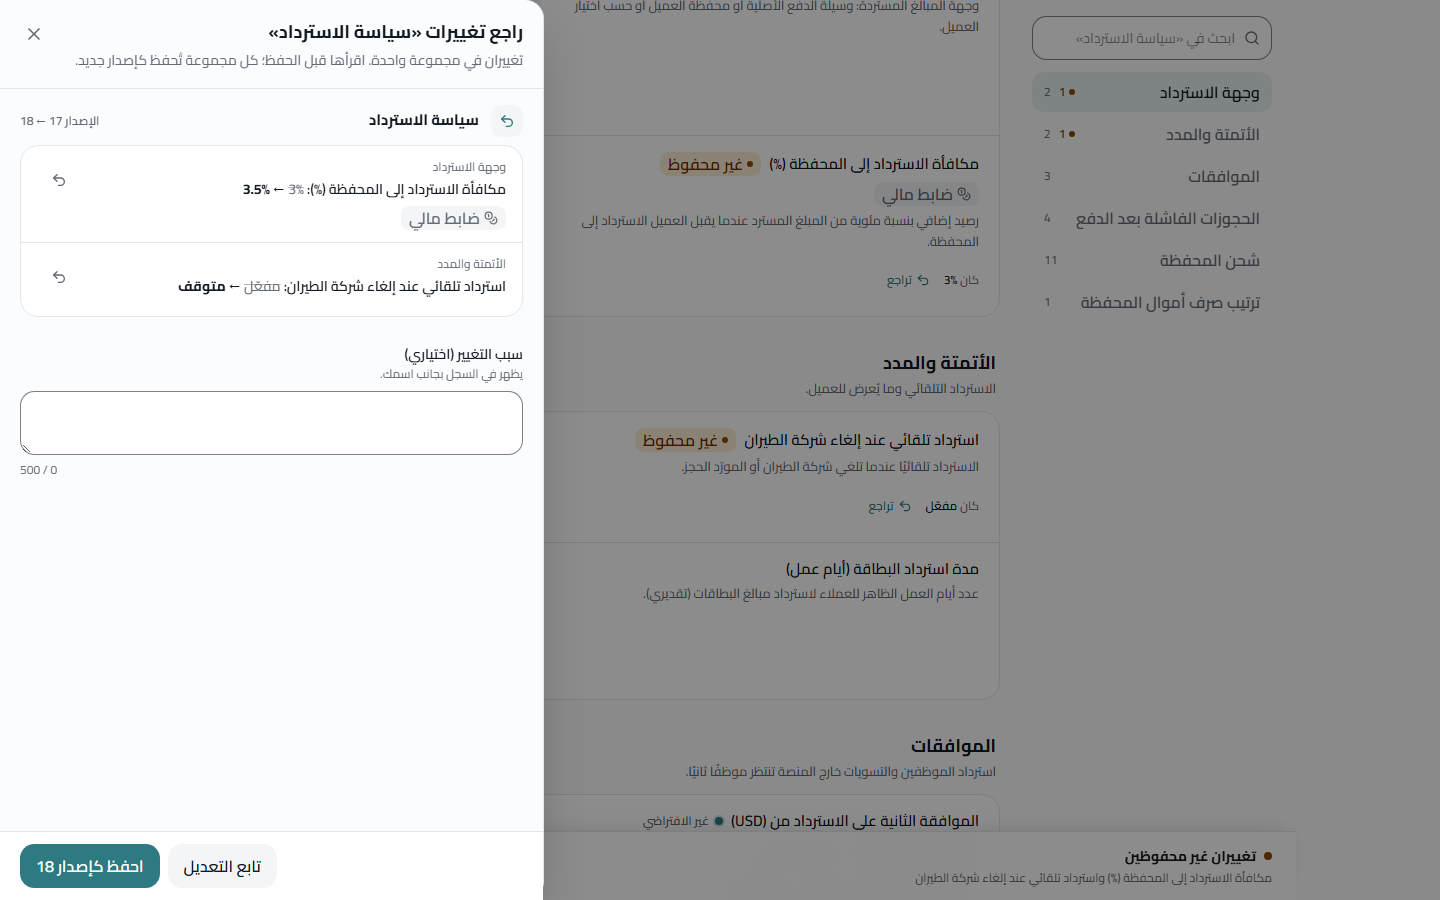 راجع تغييرات «سياسة الاسترداد»
تغييران في مجموعة واحدة. اقرأها قبل الحفظ؛ كل مجموعة تُحفظ كإصدار جديد.
سياسة الاسترداد
الإصدار 17 ← 18
وجهة الاسترداد
مكافأة الاسترداد إلى المحفظة (%): 3% ← 3.5%
ضابط مالي
الأتمتة والمدد
استرداد تلقائي عند إلغاء شركة الطيران: مفعّل ← متوقف
سبب التغيير (اختياري)
يظهر في السجل بجانب اسمك.
0 / 500
تابع التعديل
احفظ كإصدار 18
ابحث في «سياسة الاسترداد»
وجهة الاسترداد 1 2
الأتمتة والمدد 1 2
الموافقات 3
الحجوزات الفاشلة بعد الدفع 4
شحن المحفظة 11
ترتيب صرف أموال المحفظة 1
وجهة المبالغ المستردة: وسيلة الدفع الأصلية أو محفظة العميل أو حسب اختيار
العميل.
مكافأة الاسترداد إلى المحفظة (%) غير محفوظ
ضابط مالي
رصيد إضافي بنسبة مئوية من المبلغ المسترد عندما يقبل العميل الاسترداد إلى
المحفظة.
كان 3% تراجع
الأتمتة والمدد
الاسترداد التلقائي وما يُعرض للعميل.
استرداد تلقائي عند إلغاء شركة الطيران غير محفوظ
الاسترداد تلقائيًا عندما تلغي شركة الطيران أو المورّد الحجز.
كان مفعّل تراجع
مدة استرداد البطاقة (أيام عمل)
عدد أيام العمل الظاهر للعملاء لاسترداد مبالغ البطاقات (تقديري).
الموافقات
استرداد الموظفين والتسويات خارج المنصة تنتظر موظفًا ثانيًا.
الموافقة الثانية على الاسترداد من (USD) غير الافتراضي
تغييران غير محفوظين
مكافأة الاسترداد إلى المحفظة (%) واسترداد تلقائي عند إلغاء شركة الطيران